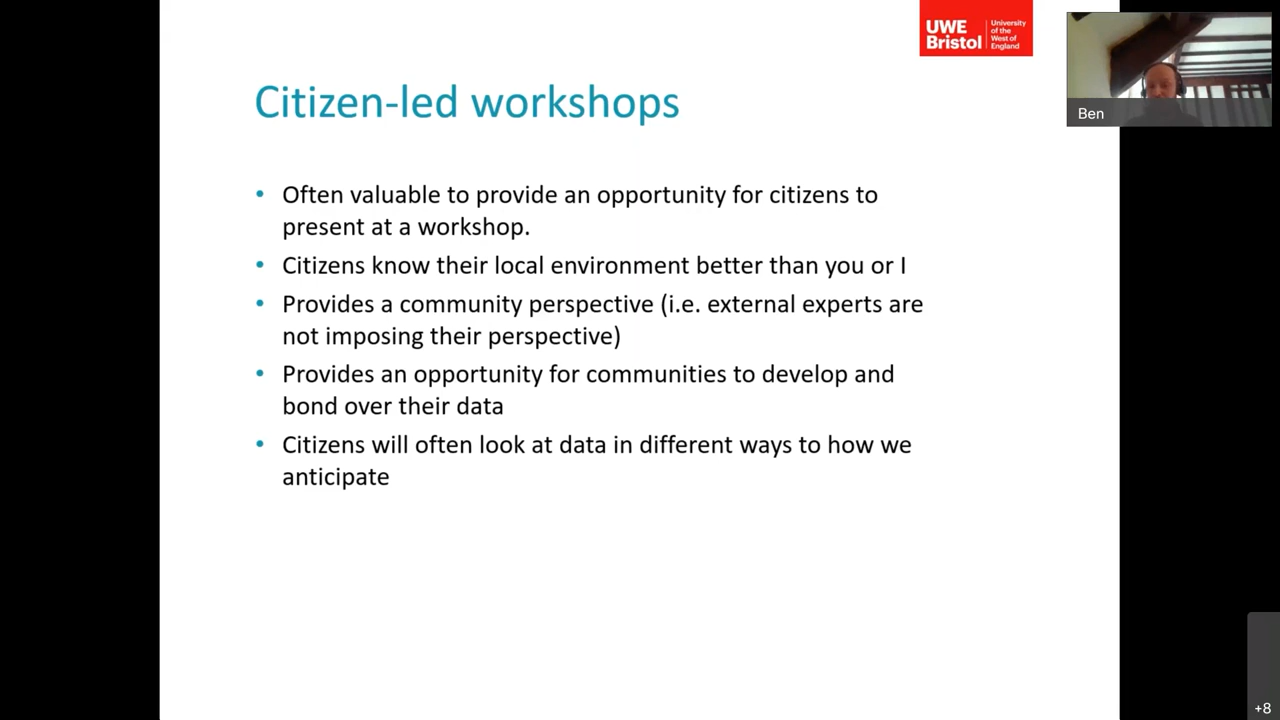 UWE
Bristol
University
of the
West of
England
Ben
Citizen-led workshops
• Often valuable to provide an opportunity for citizens to
present at a workshop.
• Citizens know their local environment better than you or I
• Provides a community perspective (i.e. external experts are
not imposing their perspective)
• Provides an opportunity for communities to develop and
bond over their data
• Citizens will often look at data in different ways to how we
anticipate
+8